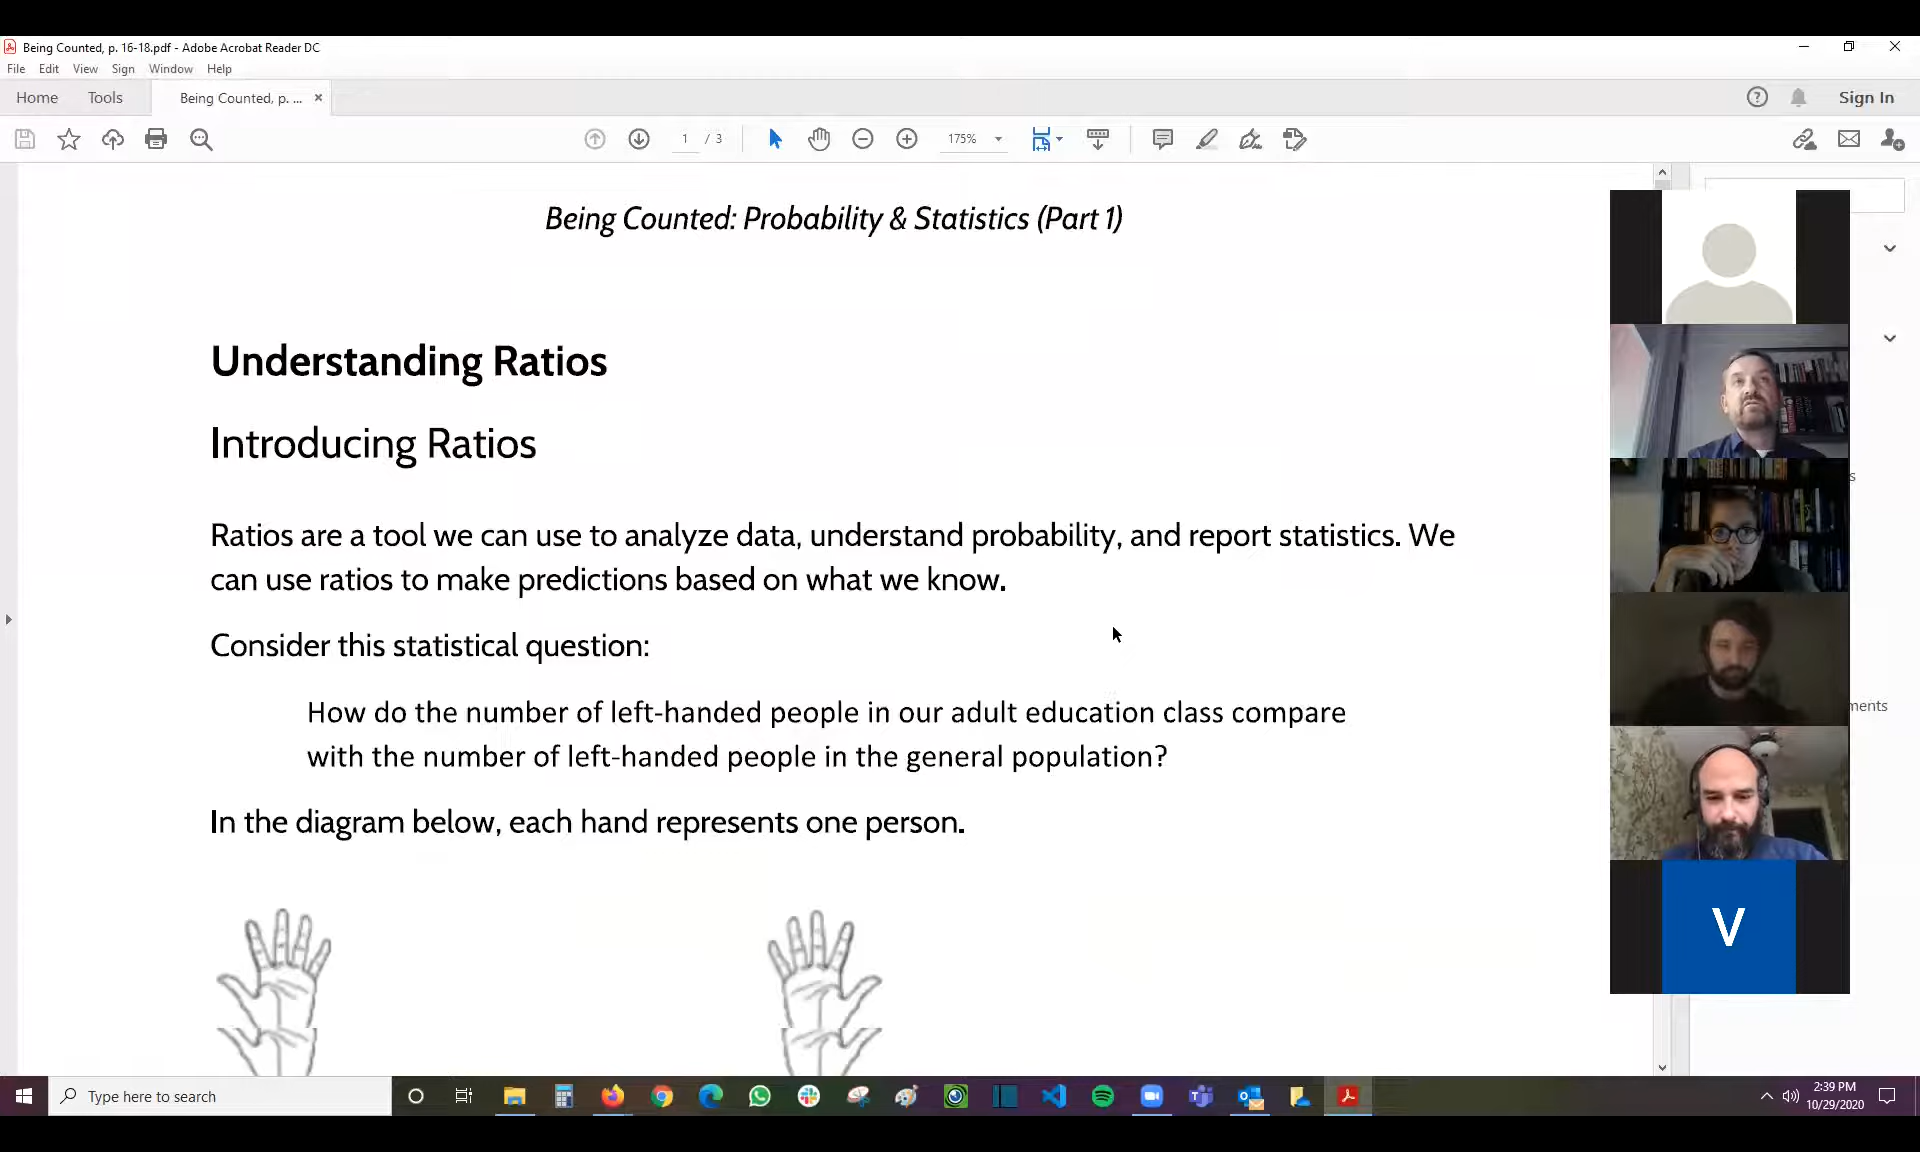 Being Counted, p. 16-18.pdf - Adobe Acrobat Reader DC
File Edit View Sign Window Help
Home Tools Being Counted, p. ... × Sign In
1 / 3 175%
Being Counted: Probability & Statistics (Part 1)
Understanding Ratios
Introducing Ratios
Ratios are a tool we can use to analyze data, understand probability, and report statistics. We
can use ratios to make predictions based on what we know.
Consider this statistical question:
How do the number of left-handed people in our adult education class compare
with the number of left-handed people in the general population?
In the diagram below, each hand represents one person.
s
ments
V
Type here to search
2:39 PM
10/29/2020